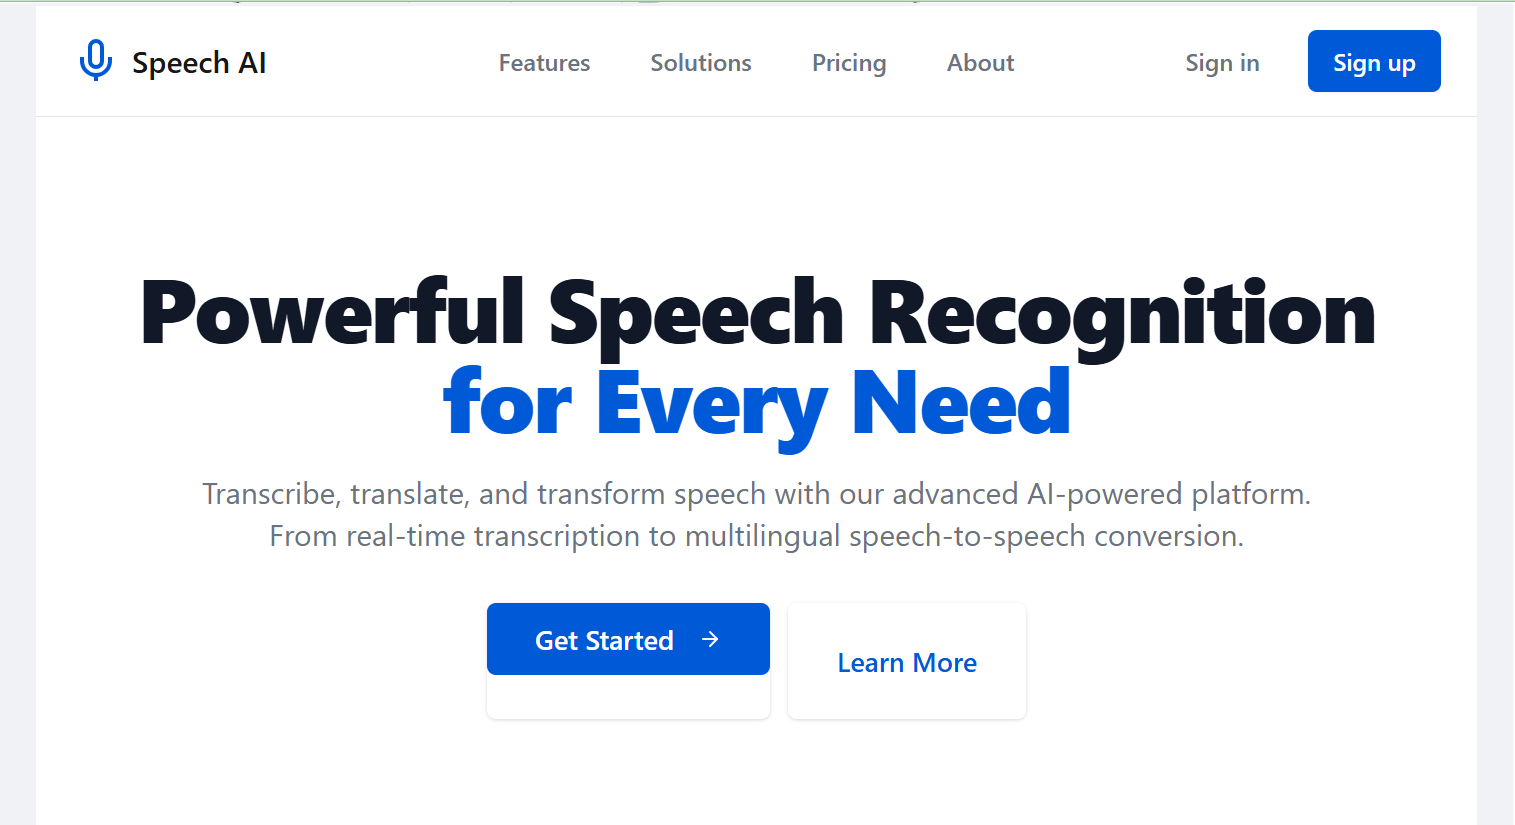 Speech AI
Features Solutions Pricing About
Sign in Sign up
Powerful Speech Recognition
for Every Need
Transcribe, translate, and transform speech with our advanced AI-powered platform.
From real-time transcription to multilingual speech-to-speech conversion.
Get Started →
Learn More